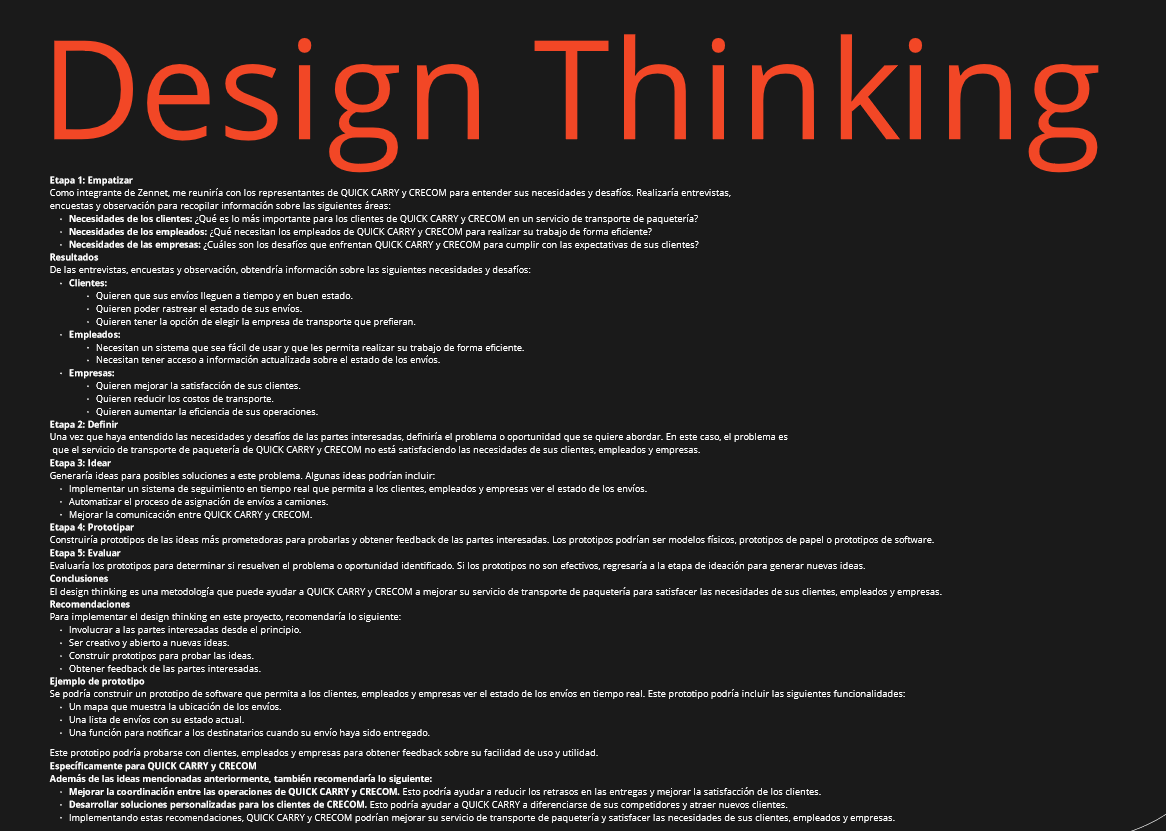 Design Thinking
Etapa 1: Empatizar
Como integrante de Zennet, me reuniría con los representantes de QUICK CARRY y CRECOM para entender sus necesidades y desafíos. Realizaría entrevistas,
encuestas y observación para recopilar información sobre las siguientes áreas:
• Necesidades de los clientes: ¿Qué es lo más importante para los clientes de QUICK CARRY y CRECOM en un servicio de transporte de paquetería?
• Necesidades de los empleados: ¿Qué necesitan los empleados de QUICK CARRY y CRECOM para realizar su trabajo de forma eficiente?
• Necesidades de las empresas: ¿Cuáles son los desafíos que enfrentan QUICK CARRY y CRECOM para cumplir con las expectativas de sus clientes?
Resultados
De las entrevistas, encuestas y observación, obtendría información sobre las siguientes necesidades y desafíos:
• Clientes:
• Quieren que sus envíos lleguen a tiempo y en buen estado.
• Quieren poder rastrear el estado de sus envíos.
• Quieren tener la opción de elegir la empresa de transporte que prefieran.
• Empleados:
• Necesitan un sistema que sea fácil de usar y que les permita realizar su trabajo de forma eficiente.
• Necesitan tener acceso a información actualizada sobre el estado de los envíos.
• Empresas:
• Quieren mejorar la satisfacción de sus clientes.
• Quieren reducir los costos de transporte.
• Quieren aumentar la eficiencia de sus operaciones.
Etapa 2: Definir
Una vez que haya entendido las necesidades y desafíos de las partes interesadas, definiría el problema o oportunidad que se quiere abordar. En este caso, el problema es
que el servicio de transporte de paquetería de QUICK CARRY y CRECOM no está satisfaciendo las necesidades de sus clientes, empleados y empresas.
Etapa 3: Idear
Generaría ideas para posibles soluciones a este problema. Algunas ideas podrían incluir:
• Implementar un sistema de seguimiento en tiempo real que permita a los clientes, empleados y empresas ver el estado de los envíos.
• Automatizar el proceso de asignación de envíos a camiones.
• Mejorar la comunicación entre QUICK CARRY y CRECOM.
Etapa 4: Prototipar
Construiría prototipos de las ideas más prometedoras para probarlas y obtener feedback de las partes interesadas. Los prototipos podrían ser modelos físicos, prototipos de papel o prototipos de software.
Etapa 5: Evaluar
Evaluaría los prototipos para determinar si resuelven el problema o oportunidad identificado. Si los prototipos no son efectivos, regresaría a la etapa de ideación para generar nuevas ideas.
Conclusiones
El design thinking es una metodología que puede ayudar a QUICK CARRY y CRECOM a mejorar su servicio de transporte de paquetería para satisfacer las necesidades de sus clientes, empleados y empresas.
Recomendaciones
Para implementar el design thinking en este proyecto, recomendaría lo siguiente:
• Involucrar a las partes interesadas desde el principio.
• Ser creativo y abierto a nuevas ideas.
• Construir prototipos para probar las ideas.
• Obtener feedback de las partes interesadas.
Ejemplo de prototipo
Se podría construir un prototipo de software que permita a los clientes, empleados y empresas ver el estado de los envíos en tiempo real. Este prototipo podría incluir las siguientes funcionalidades:
• Un mapa que muestra la ubicación de los envíos.
• Una lista de envíos con su estado actual.
• Una función para notificar a los destinatarios cuando su envío haya sido entregado.
Este prototipo podría probarse con clientes, empleados y empresas para obtener feedback sobre su facilidad de uso y utilidad.
Específicamente para QUICK CARRY y CRECOM
Además de las ideas mencionadas anteriormente, también recomendaría lo siguiente:
• Mejorar la coordinación entre las operaciones de QUICK CARRY y CRECOM. Esto podría ayudar a reducir los retrasos en las entregas y mejorar la satisfacción de los clientes.
• Desarrollar soluciones personalizadas para los clientes de CRECOM. Esto podría ayudar a QUICK CARRY a diferenciarse de sus competidores y atraer nuevos clientes.
• Implementando estas recomendaciones, QUICK CARRY y CRECOM podrían mejorar su servicio de transporte de paquetería y satisfacer las necesidades de sus clientes, empleados y empresas.